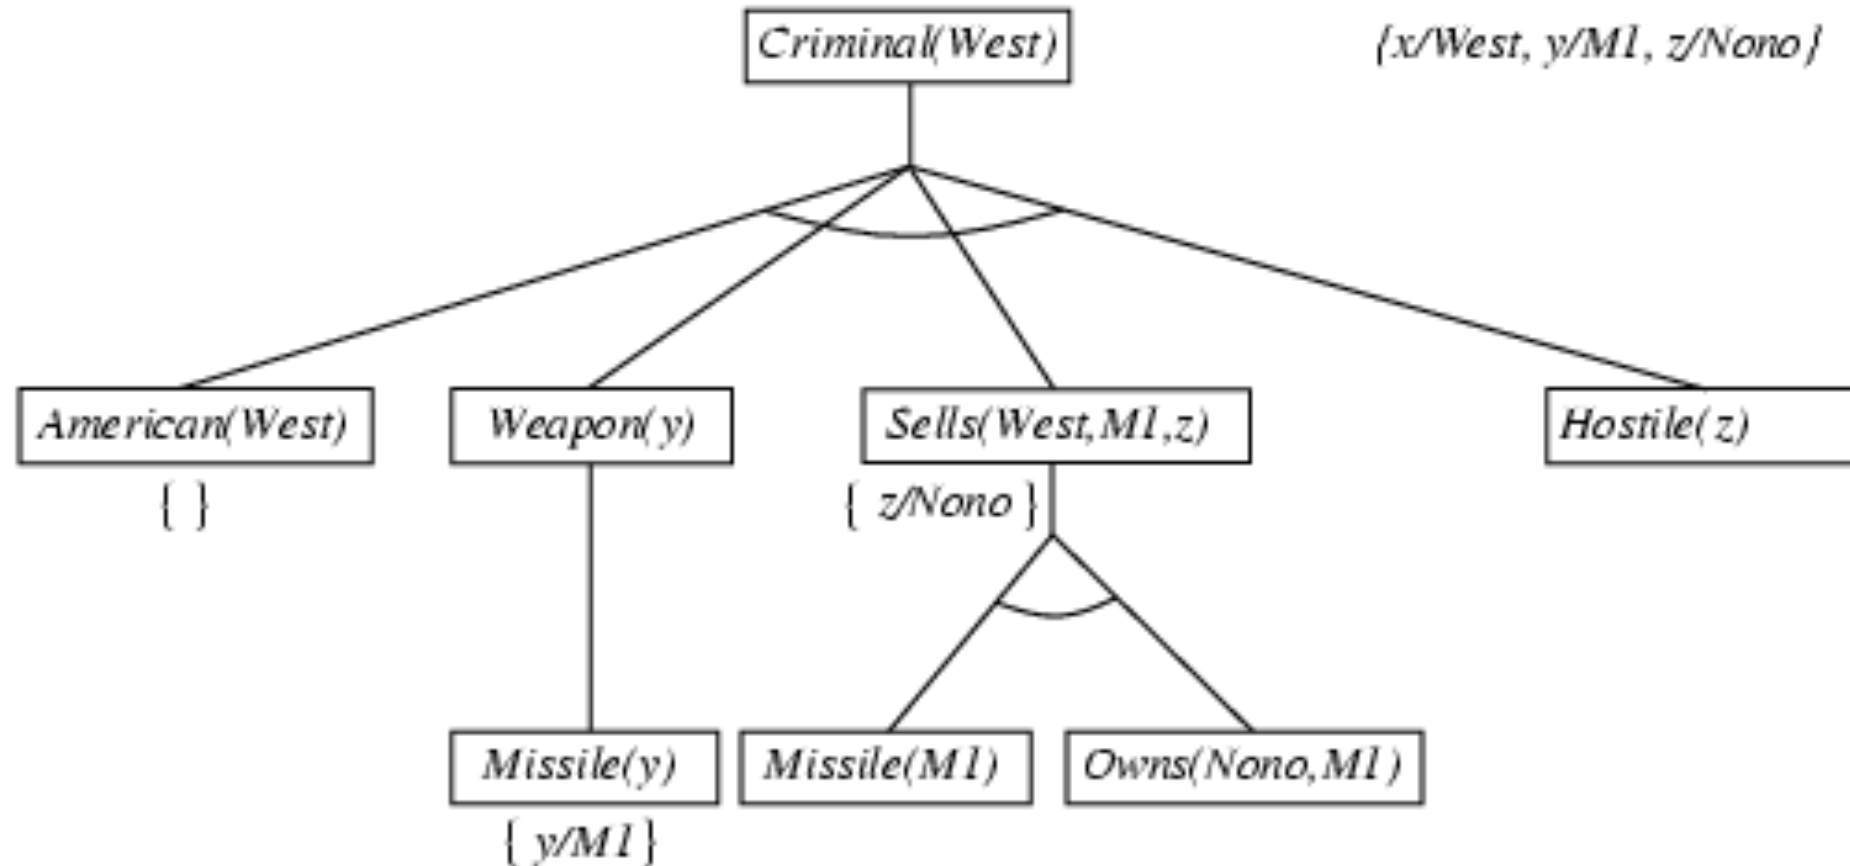 Criminal(West)
{x/West, y/M1, z/Nono}
American(West)
Weapon(y)
Sells(West,M1,z)
Hostile(z)
{ }
{ z/Nono }
Missile(y)
Missile(M1)
Owns(Nono,M1)
{ y/M1 }